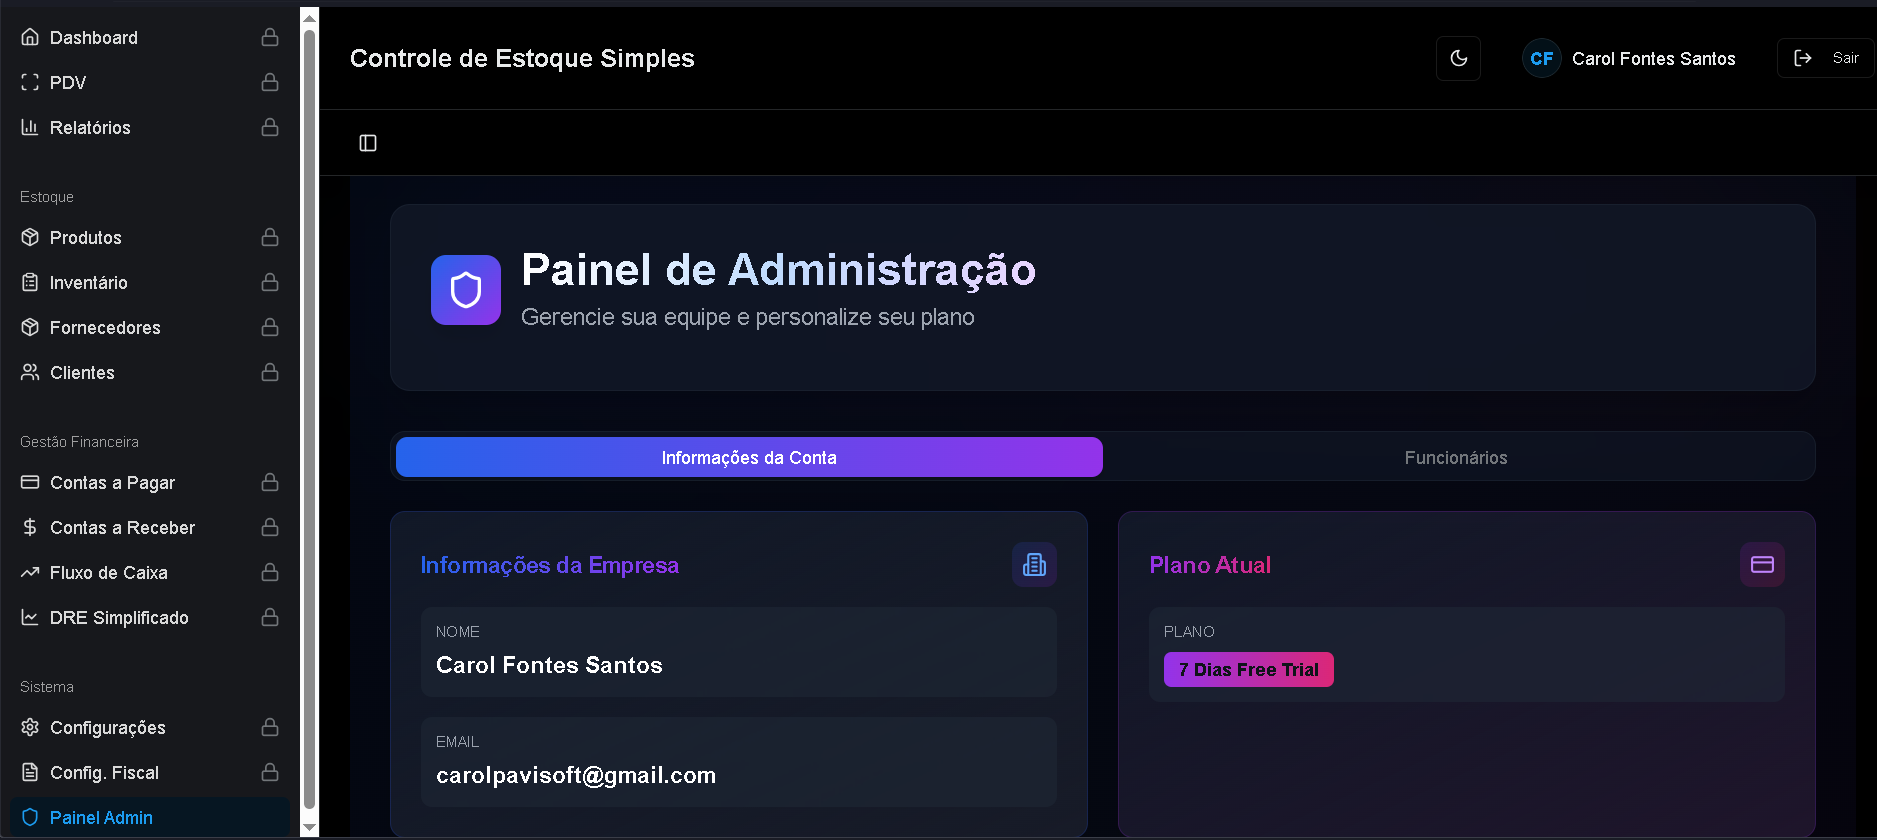 Dashboard
PDV
Relatórios
Estoque
Produtos
Inventário
Fornecedores
Clientes
Gestão Financeira
Contas a Pagar
Contas a Receber
Fluxo de Caixa
DRE Simplificado
Sistema
Configurações
Config. Fiscal
Painel Admin
Controle de Estoque Simples
CF Carol Fontes Santos
Sair
Painel de Administração
Gerencie sua equipe e personalize seu plano
Informações da Conta
Funcionários
Informações da Empresa
NOME
Carol Fontes Santos
EMAIL
carolpavisoft@gmail.com
Plano Atual
PLANO
7 Dias Free Trial